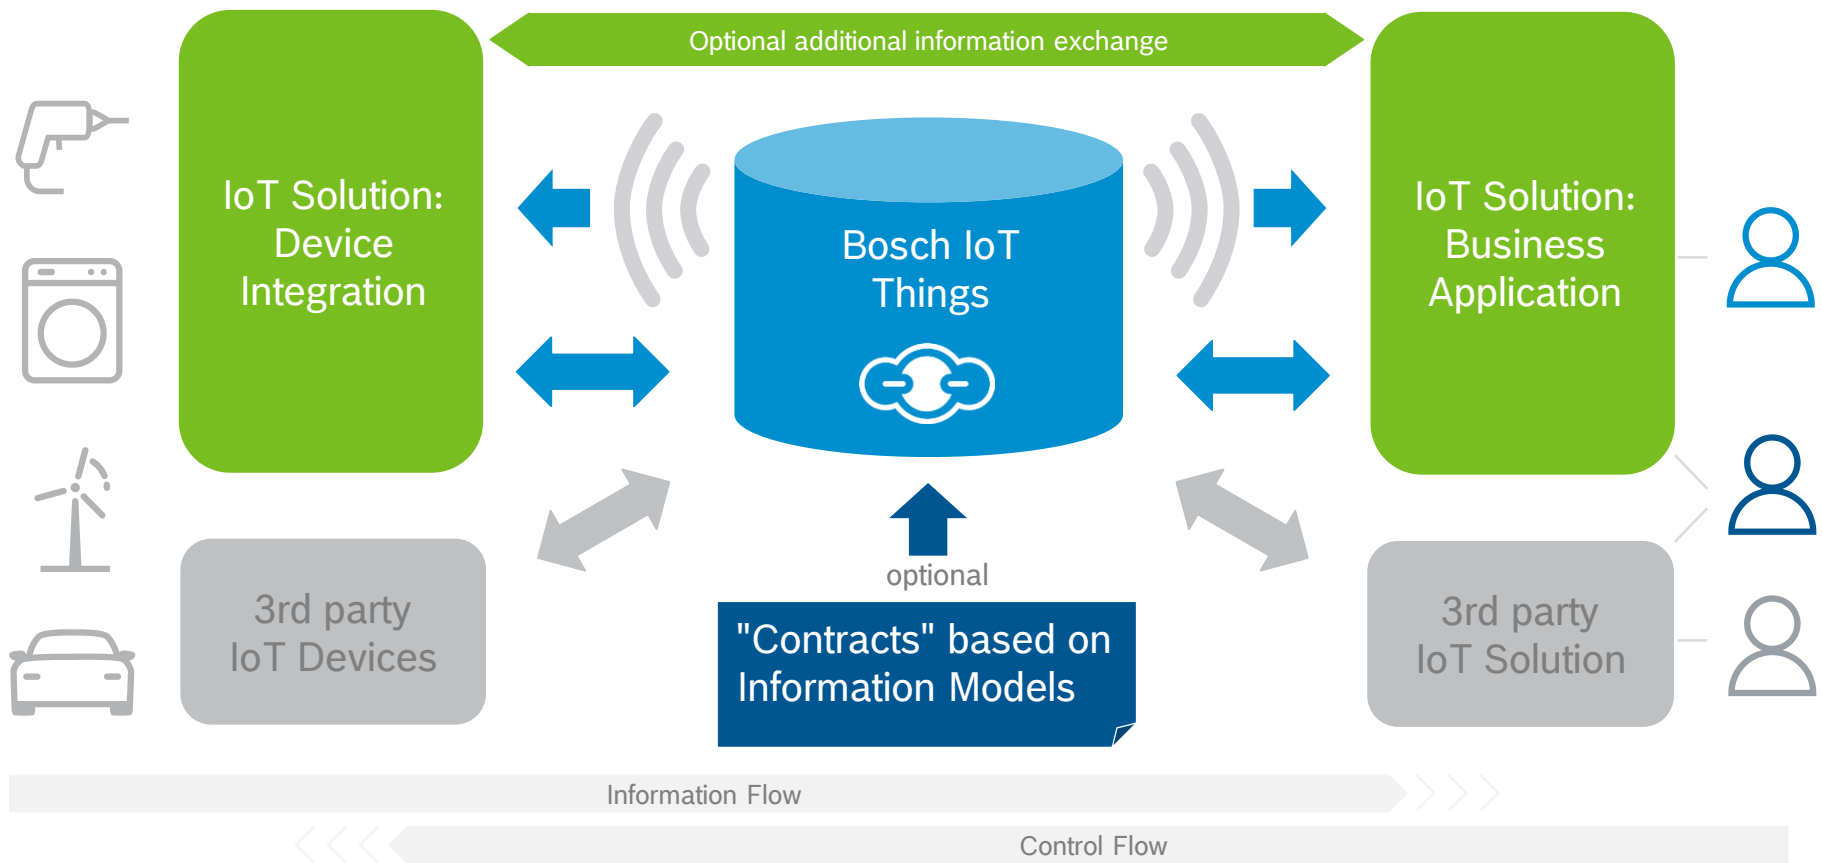 Optional additional information exchange
IoT Solution:
Device
Integration
Bosch IoT
Things
IoT Solution:
Business
Application
optional
3rd party
IoT Devices
"Contracts" based on
Information Models
3rd party
IoT Solution
Information Flow
Control Flow